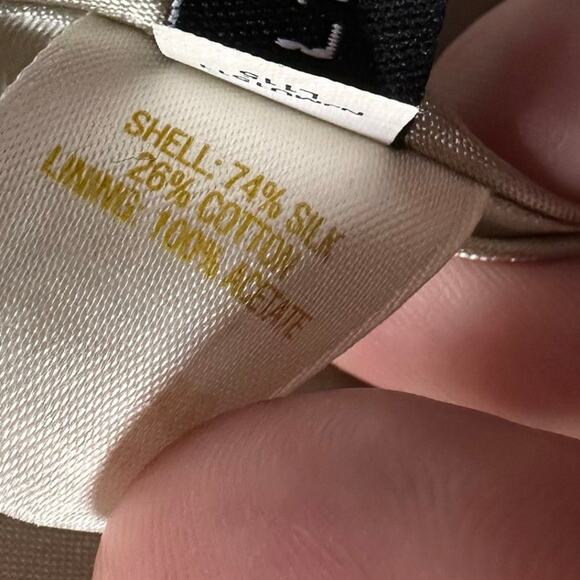 SHELL: 74% SILK
26% COTTON
LINING: 100% ACETATE